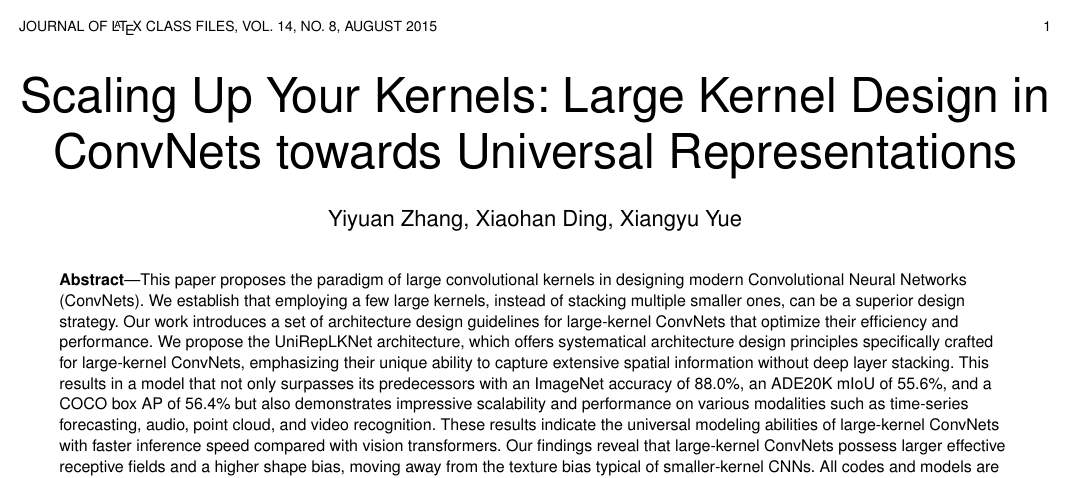 JOURNAL OF LATEX CLASS FILES, VOL. 14, NO. 8, AUGUST 2015 1
Scaling Up Your Kernels: Large Kernel Design in
ConvNets towards Universal Representations
Yiyuan Zhang, Xiaohan Ding, Xiangyu Yue
Abstract—This paper proposes the paradigm of large convolutional kernels in designing modern Convolutional Neural Networks
(ConvNets). We establish that employing a few large kernels, instead of stacking multiple smaller ones, can be a superior design
strategy. Our work introduces a set of architecture design guidelines for large-kernel ConvNets that optimize their efficiency and
performance. We propose the UniRepLKNet architecture, which offers systematical architecture design principles specifically crafted
for large-kernel ConvNets, emphasizing their unique ability to capture extensive spatial information without deep layer stacking. This
results in a model that not only surpasses its predecessors with an ImageNet accuracy of 88.0%, an ADE20K mIoU of 55.6%, and a
COCO box AP of 56.4% but also demonstrates impressive scalability and performance on various modalities such as time-series
forecasting, audio, point cloud, and video recognition. These results indicate the universal modeling abilities of large-kernel ConvNets
with faster inference speed compared with vision transformers. Our findings reveal that large-kernel ConvNets possess larger effective
receptive fields and a higher shape bias, moving away from the texture bias typical of smaller-kernel CNNs. All codes and models are